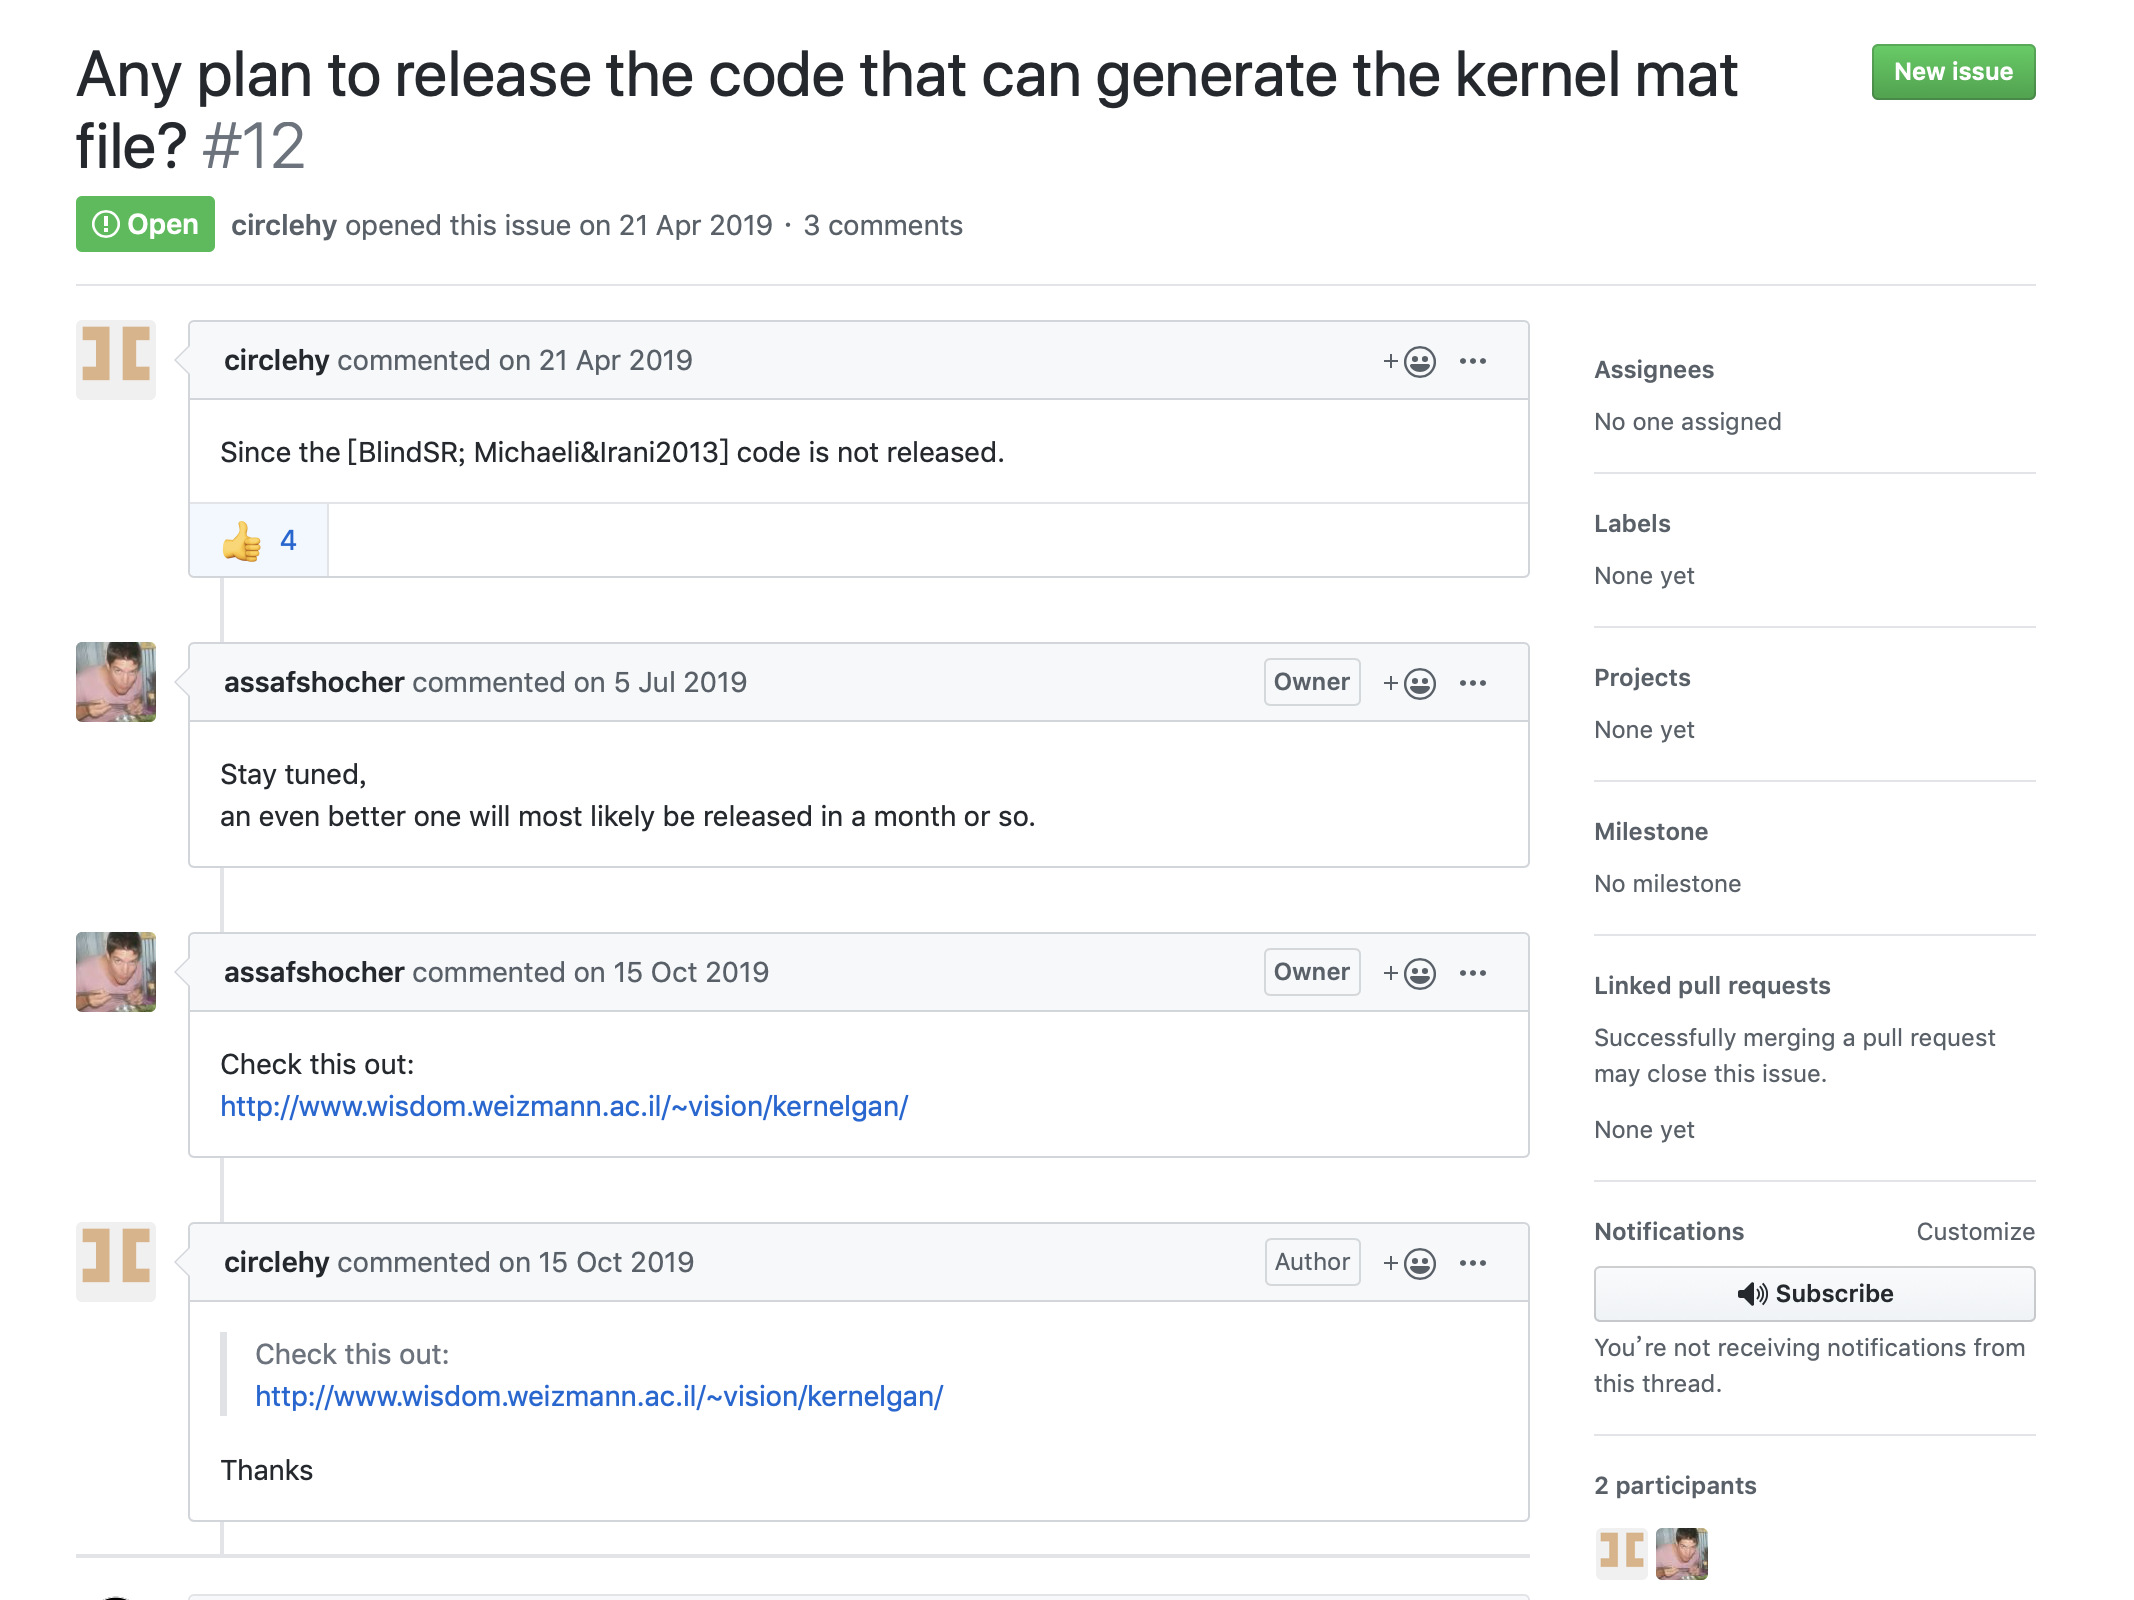 Any plan to release the code that can generate the kernel mat
file? #12
New issue
Open circlehy opened this issue on 21 Apr 2019 · 3 comments
circlehy commented on 21 Apr 2019
Since the [BlindSR; Michaeli&Irani2013] code is not released.
👍 4
assafshocher commented on 5 Jul 2019 Owner
Stay tuned,
an even better one will most likely be released in a month or so.
assafshocher commented on 15 Oct 2019 Owner
Check this out:
http://www.wisdom.weizmann.ac.il/~vision/kernelgan/
circlehy commented on 15 Oct 2019 Author
Check this out:
http://www.wisdom.weizmann.ac.il/~vision/kernelgan/
Thanks
Assignees
No one assigned
Labels
None yet
Projects
None yet
Milestone
No milestone
Linked pull requests
Successfully merging a pull request
may close this issue.
None yet
Notifications Customize
Subscribe
You’re not receiving notifications from
this thread.
2 participants